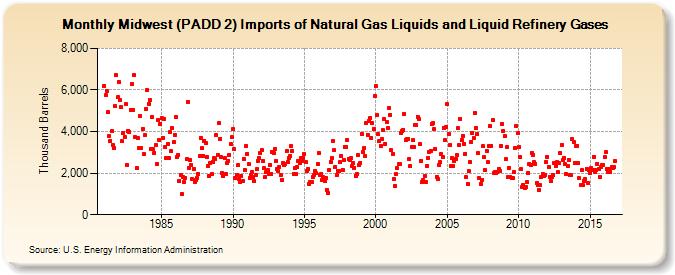 Monthly Midwest (PADD 2) Imports of Natural Gas Liquids and Liquid Refinery Gases
Thousand Barrels
8,000
6,000
4,000
2,000
0
1985 1990 1995 2000 2005 2010 2015
Source: U.S. Energy Information Administration